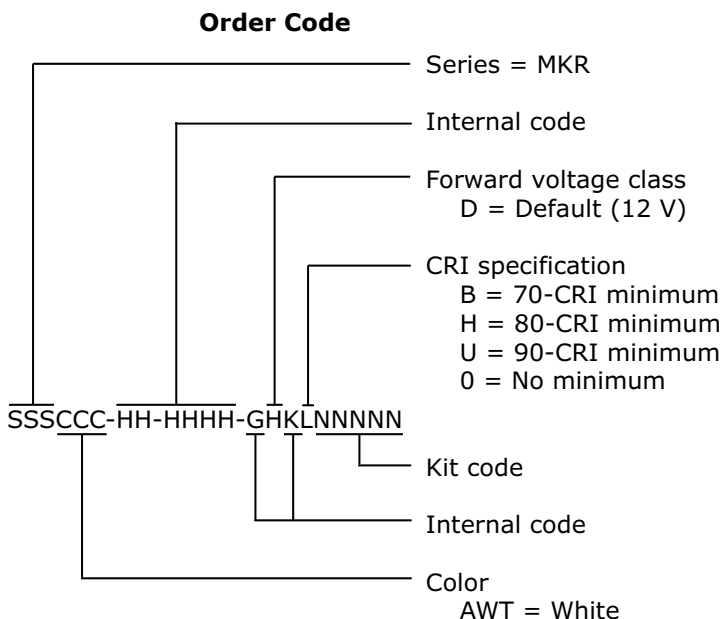 Order Code
Series = MKR
Internal code
Forward voltage class
D = Default (12 V)
CRI specification
B = 70-CRI minimum
H = 80-CRI minimum
U = 90-CRI minimum
0 = No minimum
SSSCCC-HH-HHHH-GHKLNNNNN
Kit code
Internal code
Color
AWT = White